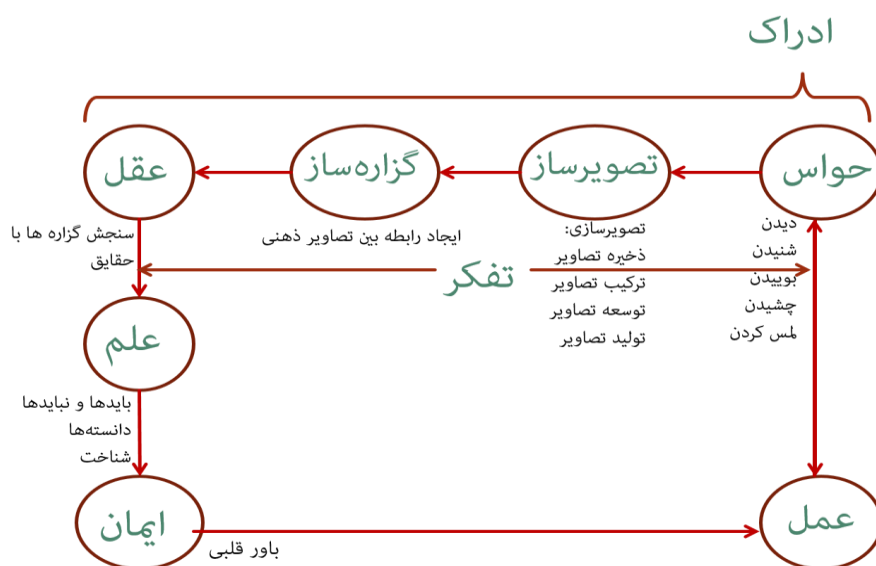 ادراک
حواس
تصویرساز
گزاره‌ساز
عقل
دیدن
شنیدن
بوییدن
چشیدن
لمس کردن
تصویرسازی:
ذخیره تصاویر
ترکیب تصاویر
توسعه تصاویر
تولید تصاویر
ایجاد رابطه بین تصاویر ذهنی
سنجش گزاره ها با
حقایق
تفکر
علم
بایدها و نبایدها
دانسته‌ها
شناخت
ایمان
باور قلبی
عمل